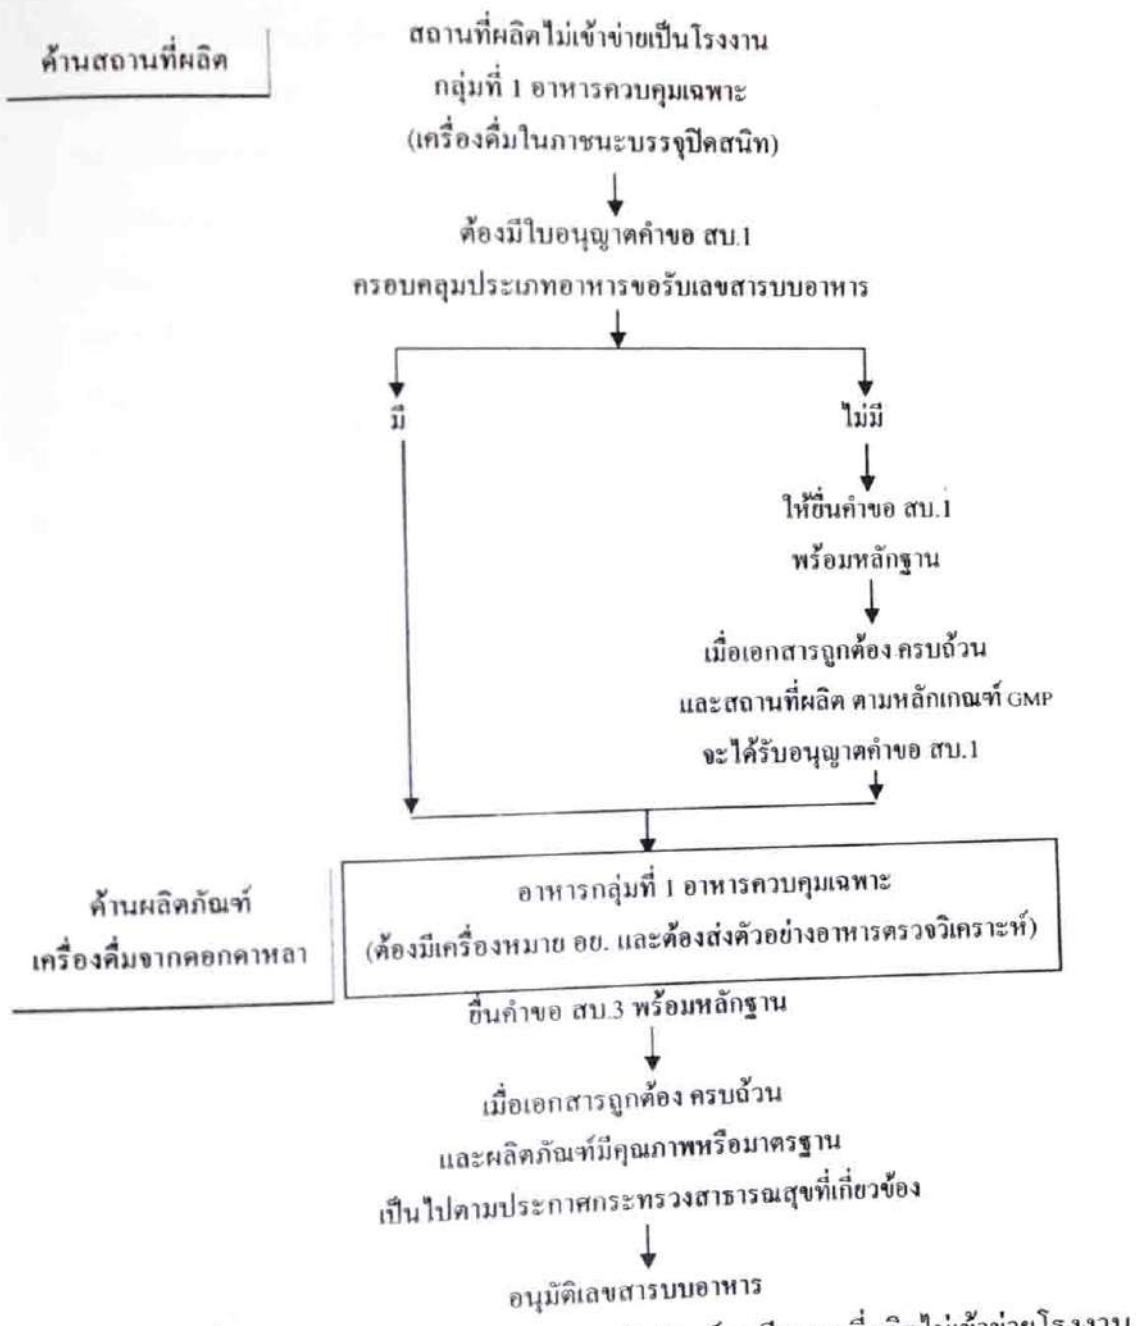 ด้านสถานที่ผลิต
สถานที่ผลิตไม่เข้าข่ายเป็นโรงงาน
กลุ่มที่ 1 อาหารควบคุมเฉพาะ
(เครื่องดื่มในภาชนะบรรจุปิดสนิท)
ต้องมีใบอนุญาตคำขอ สบ.1
ครอบคลุมประเภทอาหารขอรับเลขสารบบอาหาร
มี
ไม่มี
ให้ยื่นคำขอ สบ.1
พร้อมหลักฐาน
เมื่อเอกสารถูกต้อง ครบถ้วน
และสถานที่ผลิต ตามหลักเกณฑ์ GMP
จะได้รับอนุญาตคำขอ สบ.1
ด้านผลิตภัณฑ์
เครื่องดื่มจากดอกดาหลา
อาหารกลุ่มที่ 1 อาหารควบคุมเฉพาะ
(ต้องมีเครื่องหมาย อย. และต้องส่งตัวอย่างอาหารตรวจวิเคราะห์)
ยื่นคำขอ สบ.3 พร้อมหลักฐาน
เมื่อเอกสารถูกต้อง ครบถ้วน
และผลิตภัณฑ์มีคุณภาพหรือมาตรฐาน
เป็นไปตามประกาศกระทรวงสาธารณสุขที่เกี่ยวข้อง
อนุมัติเลขสารบบอาหาร
ที่ผลิตไม่เข้าข่ายโรงงาน